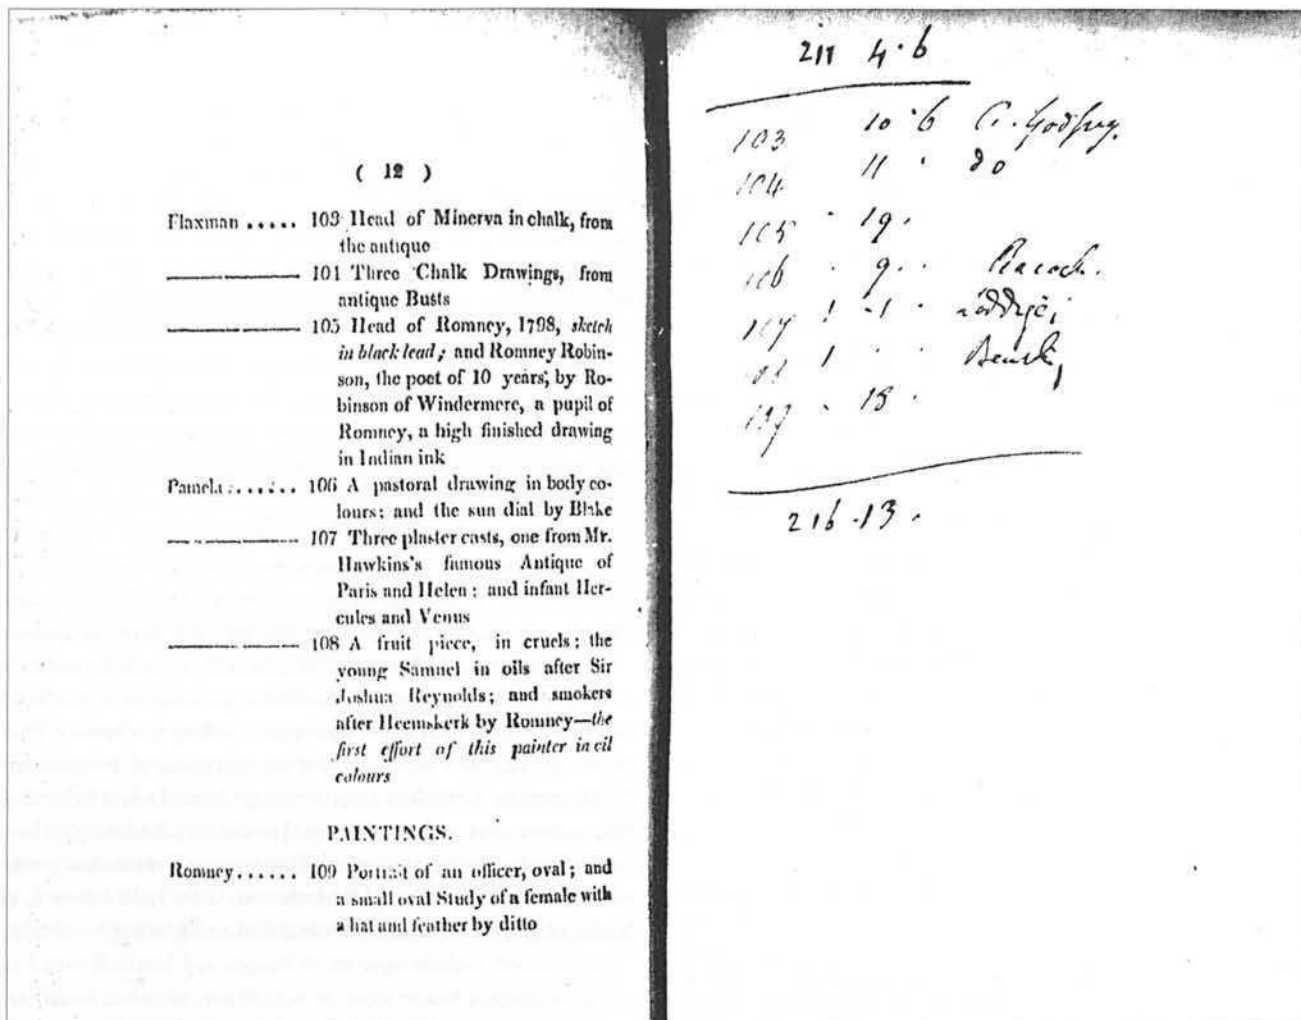 ( 12 )
Flaxman ..... 103 Head of Minerva in chalk, from
the antique
——— 104 Three Chalk Drawings, from
antique Busts
——— 105 Head of Romney, 1798, sketch
in black lead; and Romney Robin-
son, the poet of 10 years, by Ro-
binson of Windermere, a pupil of
Romney, a high finished drawing
in Indian ink
Pamela ...... 106 A pastoral drawing in body co-
lours; and the sun dial by Blake
——— 107 Three plaster casts, one from Mr.
Hawkins's famous Antique of
Paris and Helen: and infant Her-
cules and Venus
——— 108 A fruit piece, in cruels; the
young Samuel in oils after Sir
Joshua Reynolds; and smokers
after Heemskerk by Romney—the
first effort of this painter in oil
colours
PAINTINGS.
Romney ...... 109 Portrait of an officer, oval; and
a small oval Study of a female with
a hat and feather by ditto
211 4·6
103 10·6 C. Godfrey.
104 11 · do
105 · 19 .
106 · 9 . . Peacock.
107 1 · 1 ·
108 1 · ·
109 · 18 ·
216 · 13 .